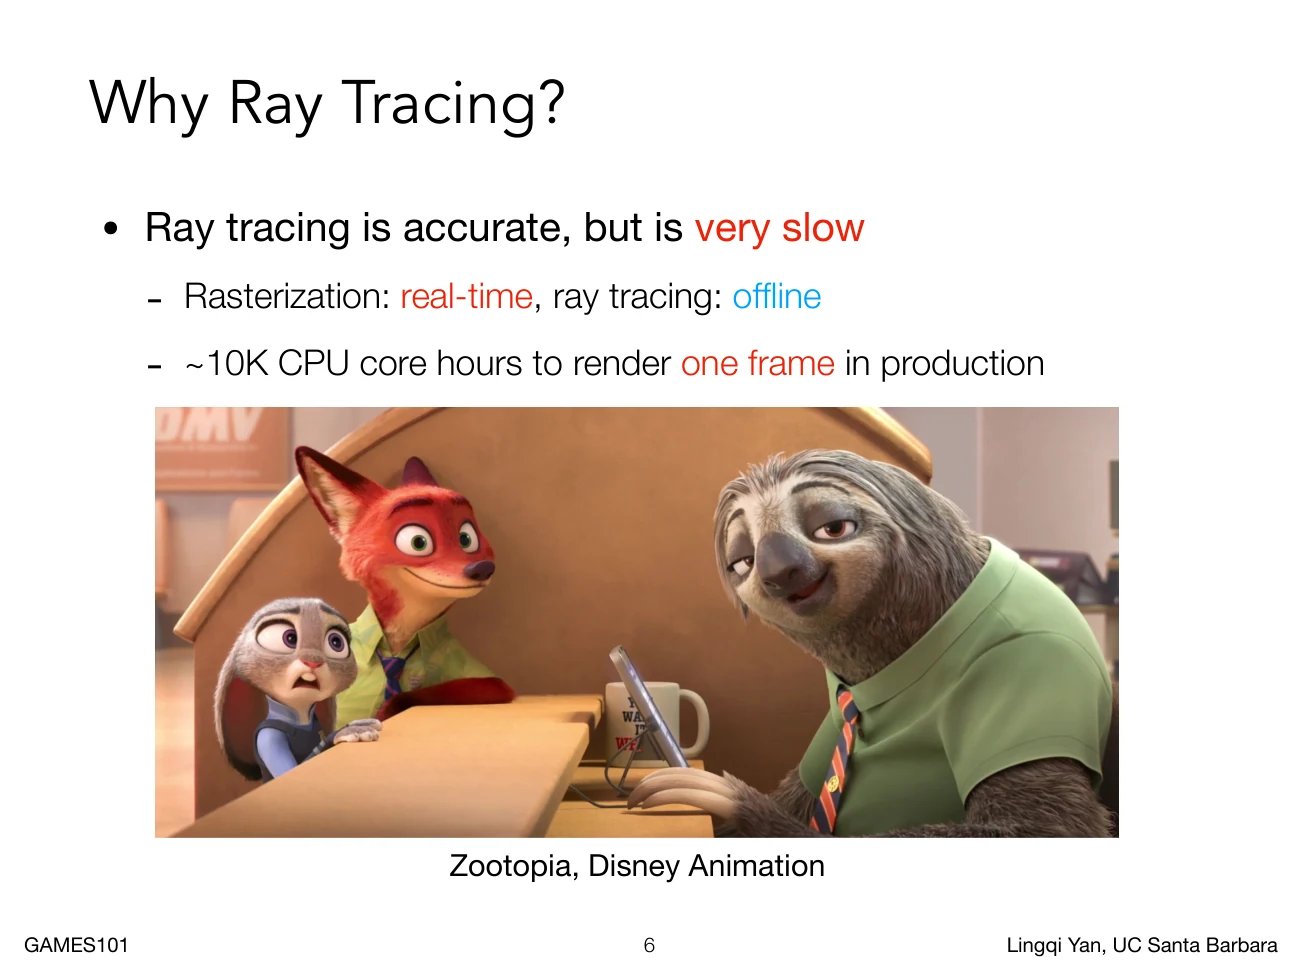 Why Ray Tracing?
• Ray tracing is accurate, but is very slow
- Rasterization: real-time, ray tracing: offline
- ~10K CPU core hours to render one frame in production
DMV
WA
Zootopia, Disney Animation
GAMES101
6
Lingqi Yan, UC Santa Barbara